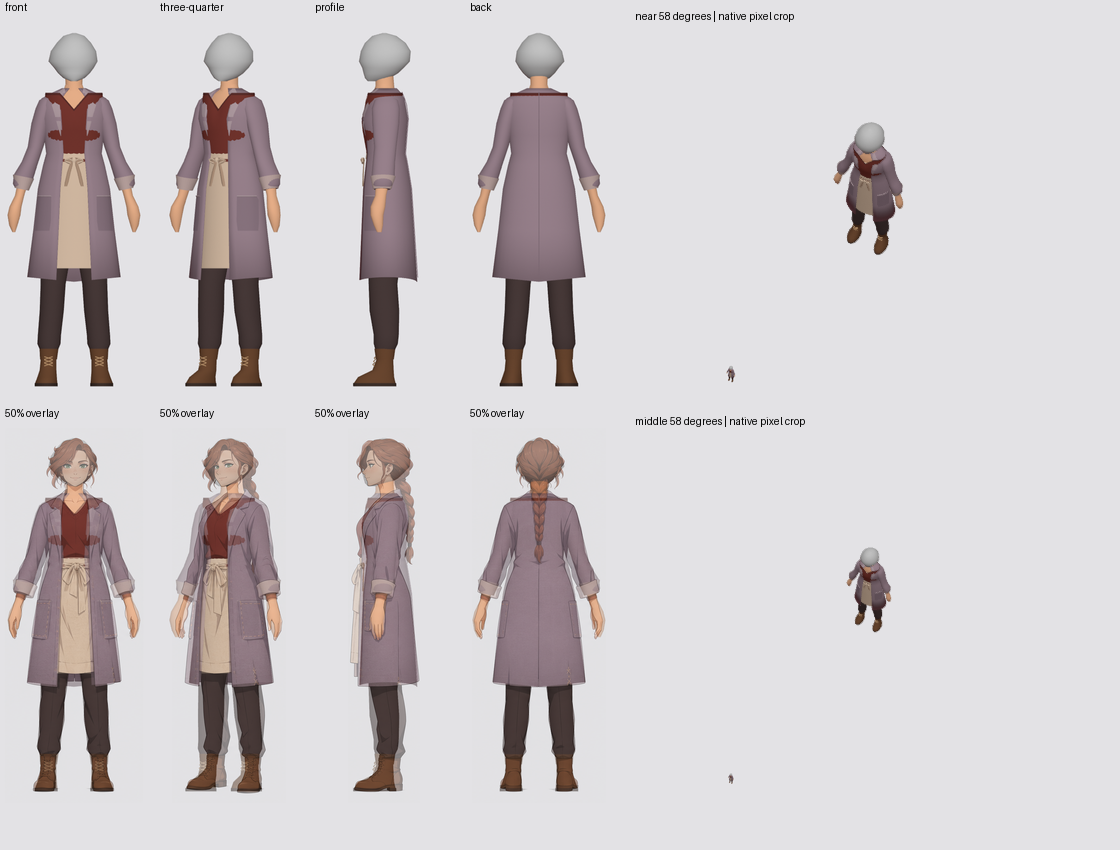 front
three-quarter
profile
back
near 58 degrees | native pixel crop
50% overlay
50% overlay
50% overlay
50% overlay
middle 58 degrees | native pixel crop